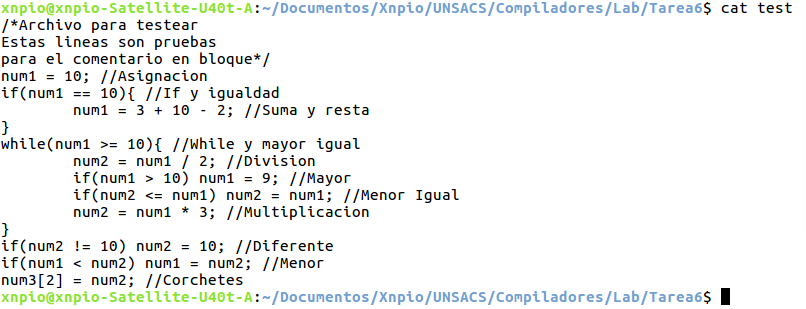 xnpio@xnpio-Satellite-U40t-A:~/Documentos/Xnpio/UNSACS/Compiladores/Lab/Tarea6$ cat test
/*Archivo para testear
Estas lineas son pruebas
para el comentario en bloque*/
num1 = 10; //Asignacion
if(num1 == 10){ //If y igualdad
        num1 = 3 + 10 - 2; //Suma y resta
}
while(num1 >= 10){ //While y mayor igual
        num2 = num1 / 2; //Division
        if(num1 > 10) num1 = 9; //Mayor
        if(num2 <= num1) num2 = num1; //Menor Igual
        num2 = num1 * 3; //Multiplicacion
}
if(num2 != 10) num2 = 10; //Diferente
if(num1 < num2) num1 = num2; //Menor
num3[2] = num2; //Corchetes
xnpio@xnpio-Satellite-U40t-A:~/Documentos/Xnpio/UNSACS/Compiladores/Lab/Tarea6$